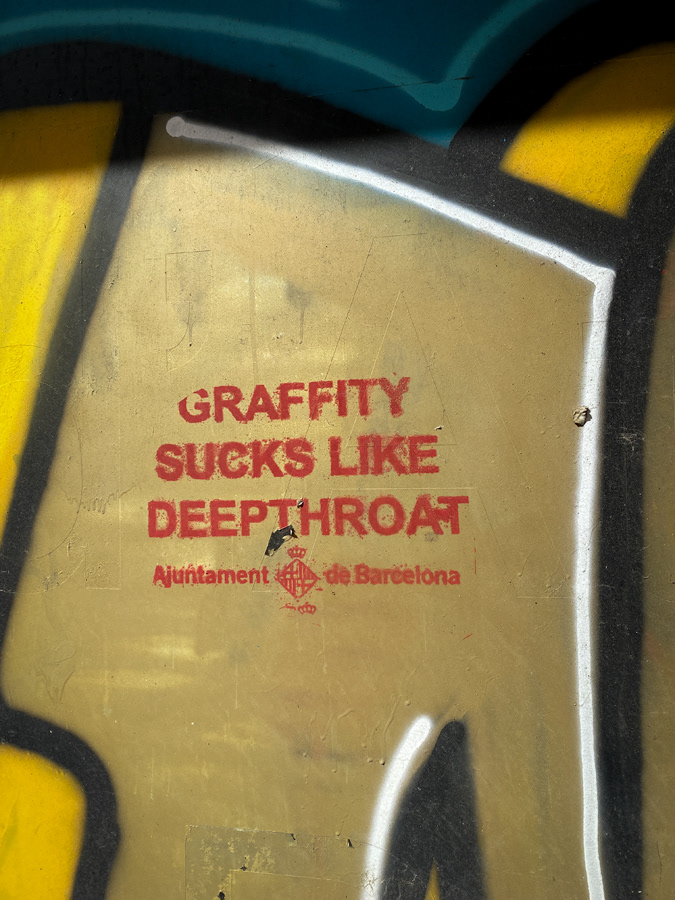 GRAFFITY
SUCKS LIKE
DEEPTHROAT
Ajuntament de Barcelona